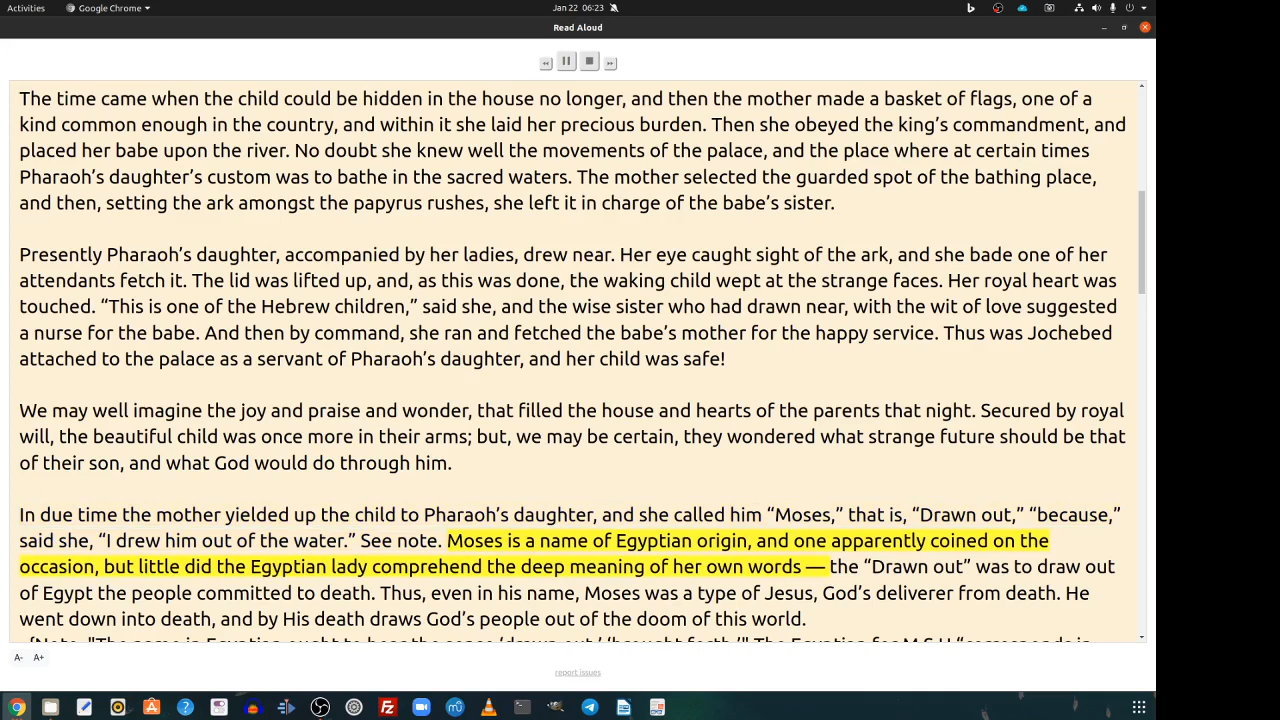 Activities
Google Chrome
Jan 22 06:23
Read Aloud
The time came when the child could be hidden in the house no longer, and then the mother made a basket of flags, one of a
kind common enough in the country, and within it she laid her precious burden. Then she obeyed the king’s commandment, and
placed her babe upon the river. No doubt she knew well the movements of the palace, and the place where at certain times
Pharaoh’s daughter’s custom was to bathe in the sacred waters. The mother selected the guarded spot of the bathing place,
and then, setting the ark amongst the papyrus rushes, she left it in charge of the babe’s sister.
Presently Pharaoh’s daughter, accompanied by her ladies, drew near. Her eye caught sight of the ark, and she bade one of her
attendants fetch it. The lid was lifted up, and, as this was done, the waking child wept at the strange faces. Her royal heart was
touched. “This is one of the Hebrew children,” said she, and the wise sister who had drawn near, with the wit of love suggested
a nurse for the babe. And then by command, she ran and fetched the babe’s mother for the happy service. Thus was Jochebed
attached to the palace as a servant of Pharaoh’s daughter, and her child was safe!
We may well imagine the joy and praise and wonder, that filled the house and hearts of the parents that night. Secured by royal
will, the beautiful child was once more in their arms; but, we may be certain, they wondered what strange future should be that
of their son, and what God would do through him.
In due time the mother yielded up the child to Pharaoh’s daughter, and she called him “Moses,” that is, “Drawn out,” “because,”
said she, “I drew him out of the water.” See note. Moses is a name of Egyptian origin, and one apparently coined on the
occasion, but little did the Egyptian lady comprehend the deep meaning of her own words — the “Drawn out” was to draw out
of Egypt the people committed to death. Thus, even in his name, Moses was a type of Jesus, God’s deliverer from death. He
went down into death, and by His death draws God’s people out of the doom of this world.
{Note. "The name is Egyptian ought to bear the sense ‘drawn out,’ ‘brought forth.’" The Egyptian for M S H “corresponds in
A- A+
report issues